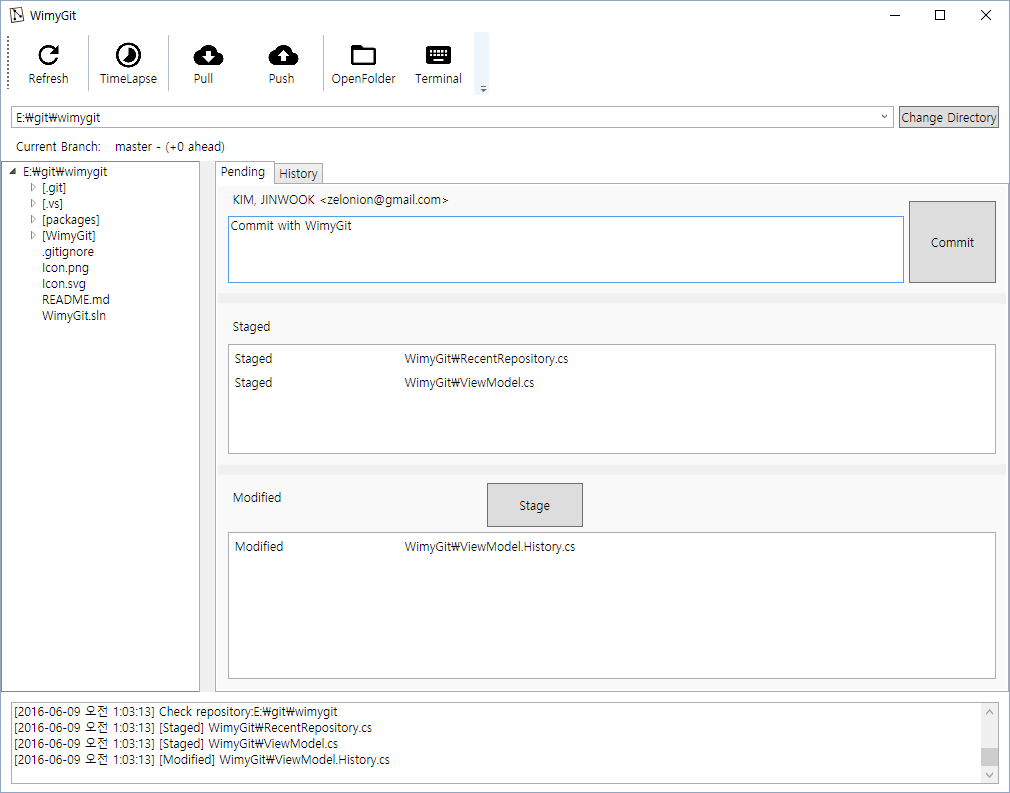 WimyGit
Refresh
TimeLapse
Pull
Push
OpenFolder
Terminal
E:₩git₩wimygit
Change Directory
Current Branch: master - (+0 ahead)
E:₩git₩wimygit
[.git]
[.vs]
[packages]
[WimyGit]
.gitignore
Icon.png
Icon.svg
README.md
WimyGit.sln
Pending
History
KIM, JINWOOK <zelonion@gmail.com>
Commit with WimyGit
Commit
Staged
Staged WimyGit₩RecentRepository.cs
Staged WimyGit₩ViewModel.cs
Modified
Stage
Modified WimyGit₩ViewModel.History.cs
[2016-06-09 오전 1:03:13] Check repository:E:₩git₩wimygit
[2016-06-09 오전 1:03:13] [Staged] WimyGit₩RecentRepository.cs
[2016-06-09 오전 1:03:13] [Staged] WimyGit₩ViewModel.cs
[2016-06-09 오전 1:03:13] [Modified] WimyGit₩ViewModel.History.cs